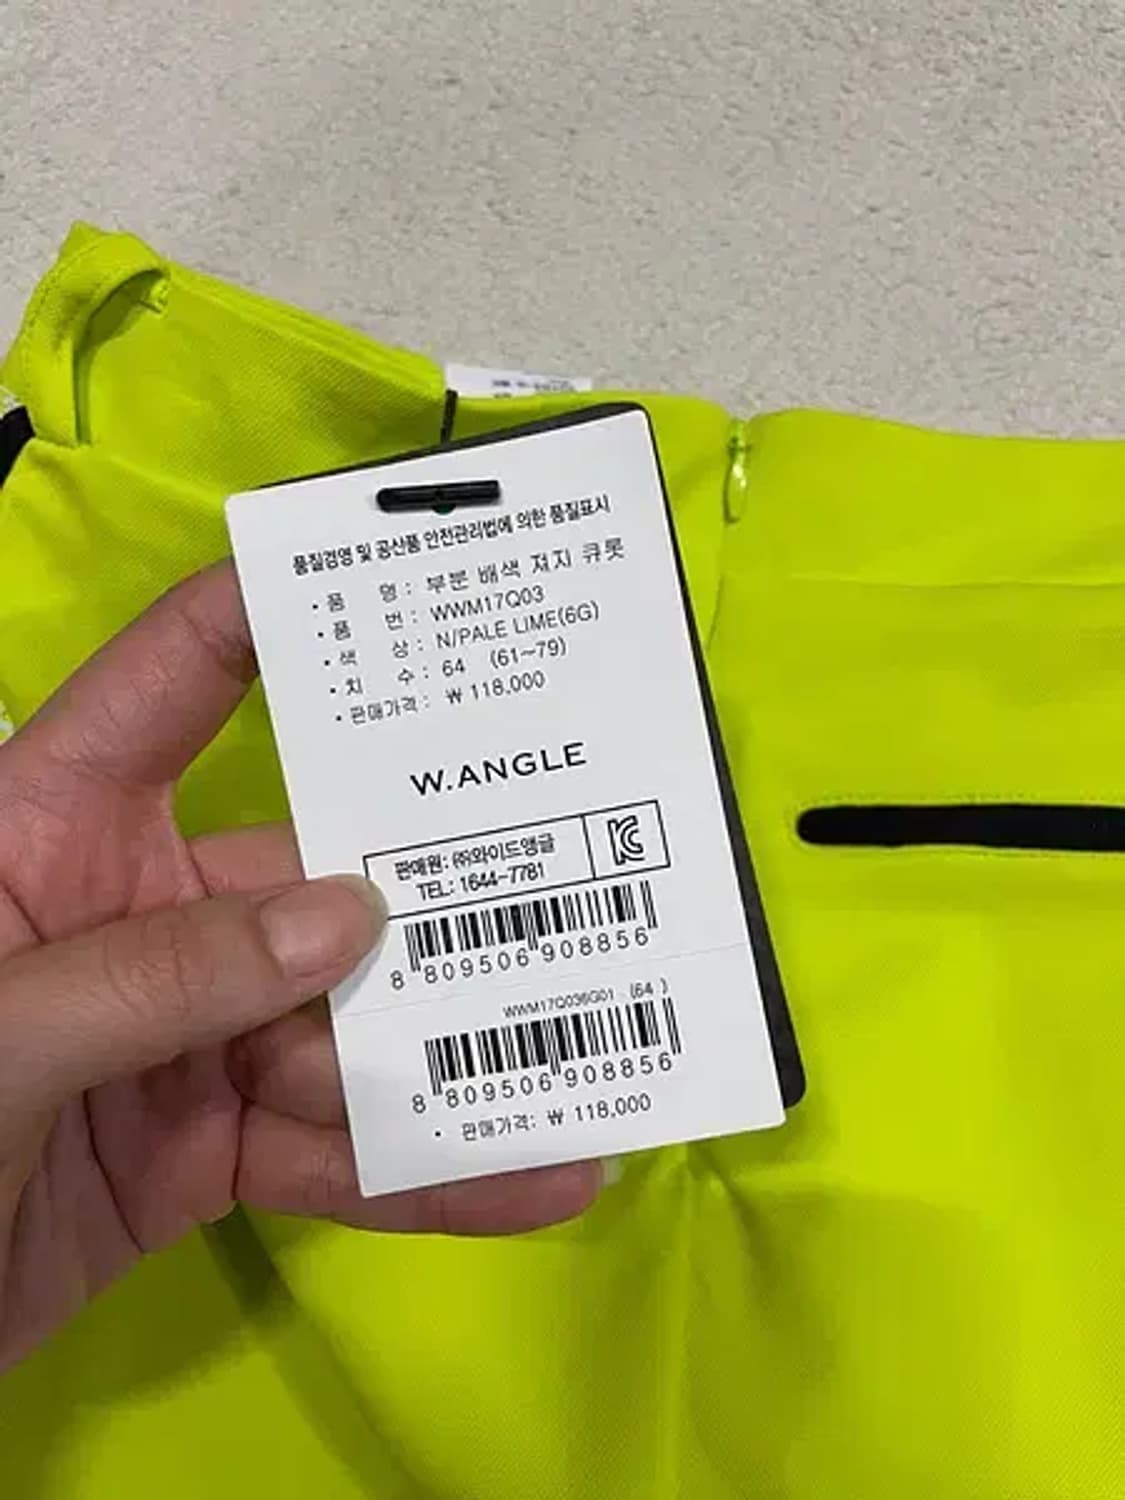 품질경영 및 공산품 안전관리법에 의한 품질표시
• 품 명 : 부분 배색 져지 큐롯
• 품 번 : WWM17Q03
• 색 상 : N/PALE LIME(6G)
• 치 수 : 64 (61~79)
• 판매가격 : ₩ 118,000
W.ANGLE
판매원: ㈜와이드앵글
TEL: 1644-7781
8 809506 908856
WWM17Q036G01 (64 )
8 809506 908856
• 판매가격: ₩ 118,000